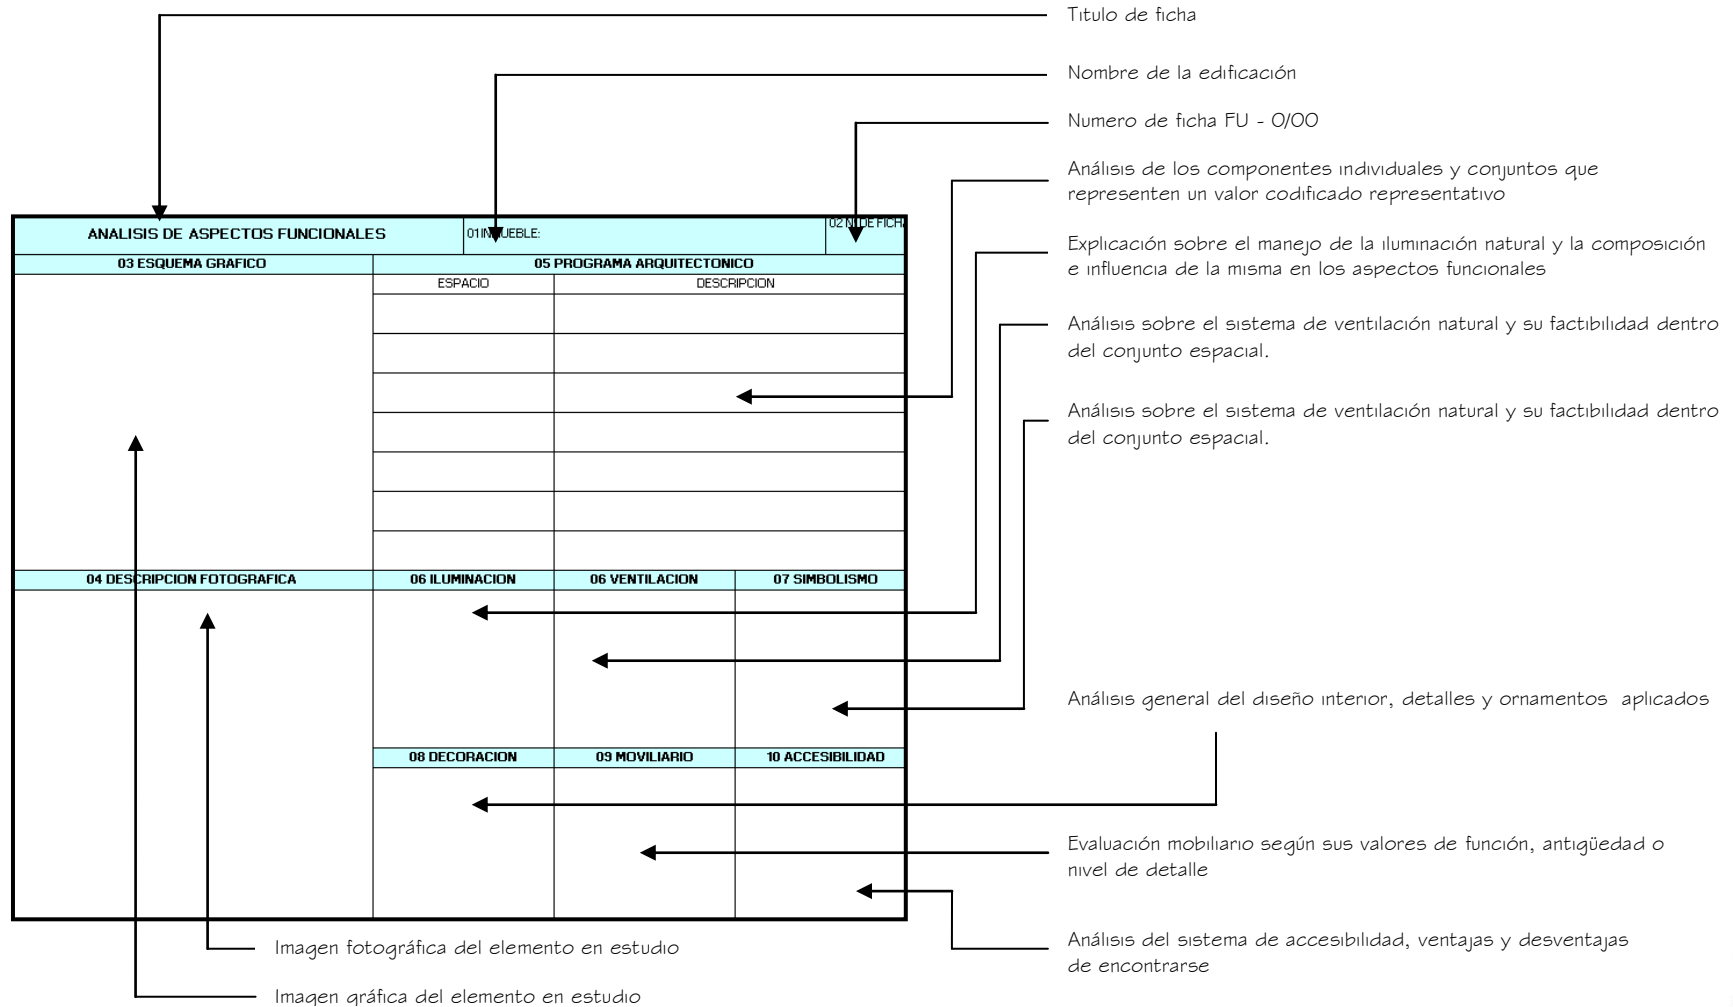 Titulo de ficha
Nombre de la edificación
Numero de ficha FU - 0/00
Análisis de los componentes individuales y conjuntos que
representen un valor codificado representativo
ANALISIS DE ASPECTOS FUNCIONALES
01 INMUEBLE:
02 Nº DE FICHA
Explicación sobre el manejo de la iluminación natural y la composición
e influencia de la misma en los aspectos funcionales
03 ESQUEMA GRAFICO
05 PROGRAMA ARQUITECTONICO
ESPACIO
DESCRIPCION
Análisis sobre el sistema de ventilación natural y su factibilidad dentro
del conjunto espacial.
Análisis sobre el sistema de ventilación natural y su factibilidad dentro
del conjunto espacial.
04 DESCRIPCION FOTOGRAFICA
06 ILUMINACION
06 VENTILACION
07 SIMBOLISMO
Análisis general del diseño interior, detalles y ornamentos aplicados
08 DECORACION
09 MOVILIARIO
10 ACCESIBILIDAD
Evaluación mobiliario según sus valores de función, antigüedad o
nivel de detalle
Análisis del sistema de accesibilidad, ventajas y desventajas
de encontrarse
Imagen fotográfica del elemento en estudio
Imagen gráfica del elemento en estudio